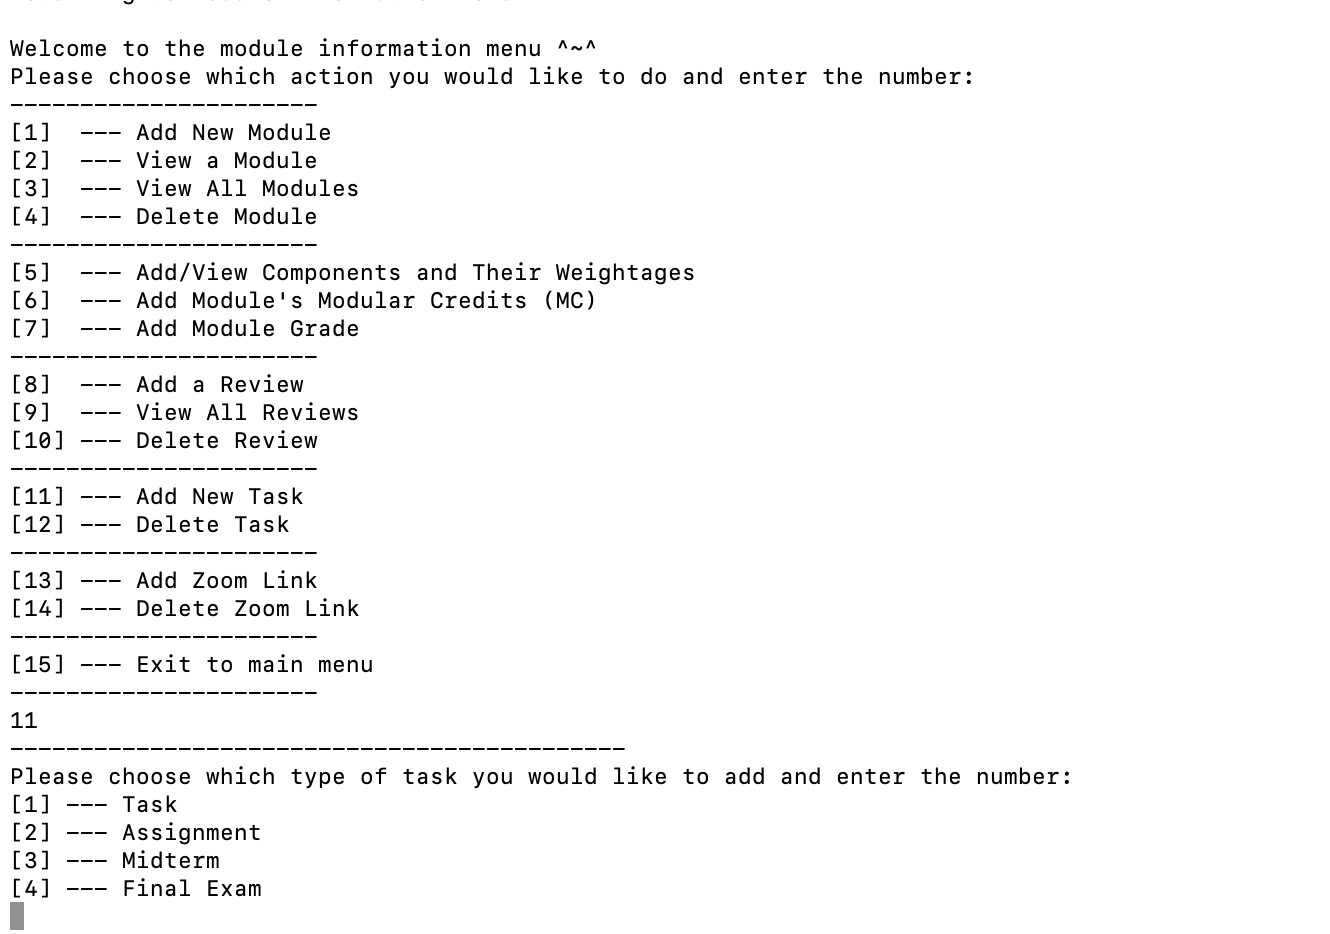 Welcome to the module information menu ^~^
Please choose which action you would like to do and enter the number:
----------------------
[1]  --- Add New Module
[2]  --- View a Module
[3]  --- View All Modules
[4]  --- Delete Module
----------------------
[5]  --- Add/View Components and Their Weightages
[6]  --- Add Module's Modular Credits (MC)
[7]  --- Add Module Grade
----------------------
[8]  --- Add a Review
[9]  --- View All Reviews
[10] --- Delete Review
----------------------
[11] --- Add New Task
[12] --- Delete Task
----------------------
[13] --- Add Zoom Link
[14] --- Delete Zoom Link
----------------------
[15] --- Exit to main menu
----------------------
11
--------------------------------------------
Please choose which type of task you would like to add and enter the number:
[1] --- Task
[2] --- Assignment
[3] --- Midterm
[4] --- Final Exam